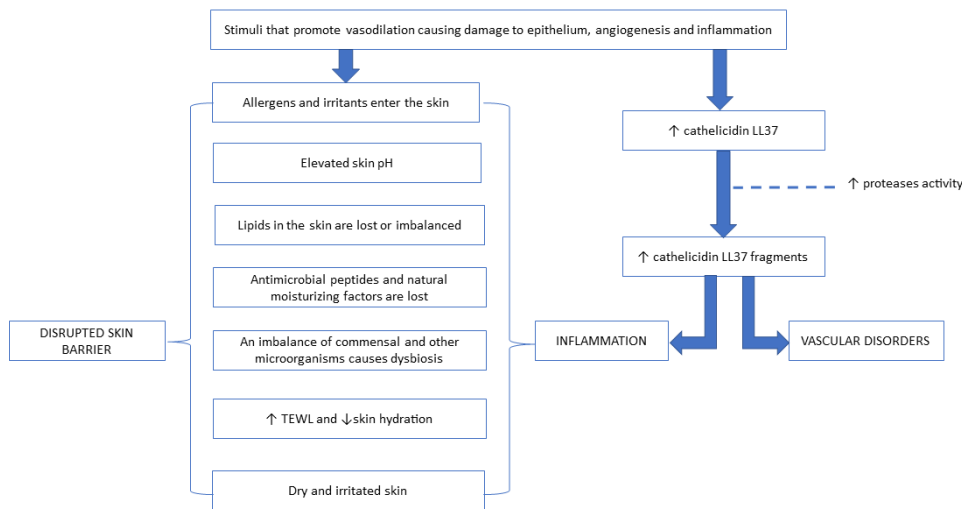 Stimuli that promote vasodilation causing damage to epithelium, angiogenesis and inflammation
Allergens and irritants enter the skin
↑ cathelicidin LL37
Elevated skin pH
↑ proteases activity
Lipids in the skin are lost or imbalanced
↑ cathelicidin LL37 fragments
Antimicrobial peptides and natural
moisturizing factors are lost
DISRUPTED SKIN
BARRIER
An imbalance of commensal and other
microorganisms causes dysbiosis
INFLAMMATION
VASCULAR DISORDERS
↑ TEWL and ↓skin hydration
Dry and irritated skin